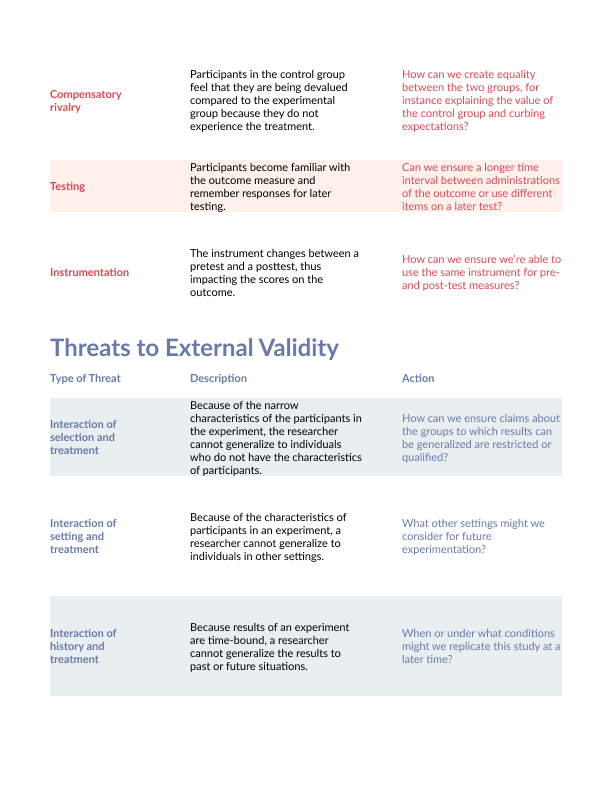 Compensatory
rivalry
Participants in the control group
feel that they are being devalued
compared to the experimental
group because they do not
experience the treatment.
How can we create equality
between the two groups, for
instance explaining the value of
the control group and curbing
expectations?
Testing
Participants become familiar with
the outcome measure and
remember responses for later
testing.
Can we ensure a longer time
interval between administrations
of the outcome or use different
items on a later test?
Instrumentation
The instrument changes between a
pretest and a posttest, thus
impacting the scores on the
outcome.
How can we ensure we're able to
use the same instrument for pre-
and post-test measures?
Threats to External Validity
Type of Threat
Description
Action
Interaction of
selection and
treatment
Because of the narrow
characteristics of the participants in
the experiment, the researcher
cannot generalize to individuals
who do not have the characteristics
of participants.
How can we ensure claims about
the groups to which results can
be generalized are restricted or
qualified?
Interaction of
setting and
treatment
Because of the characteristics of
participants in an experiment, a
researcher cannot generalize to
individuals in other settings.
What other settings might we
consider for future
experimentation?
Interaction of
history and
treatment
Because results of an experiment
are time-bound, a researcher
cannot generalize the results to
past or future situations.
When or under what conditions
might we replicate this study at a
later time?